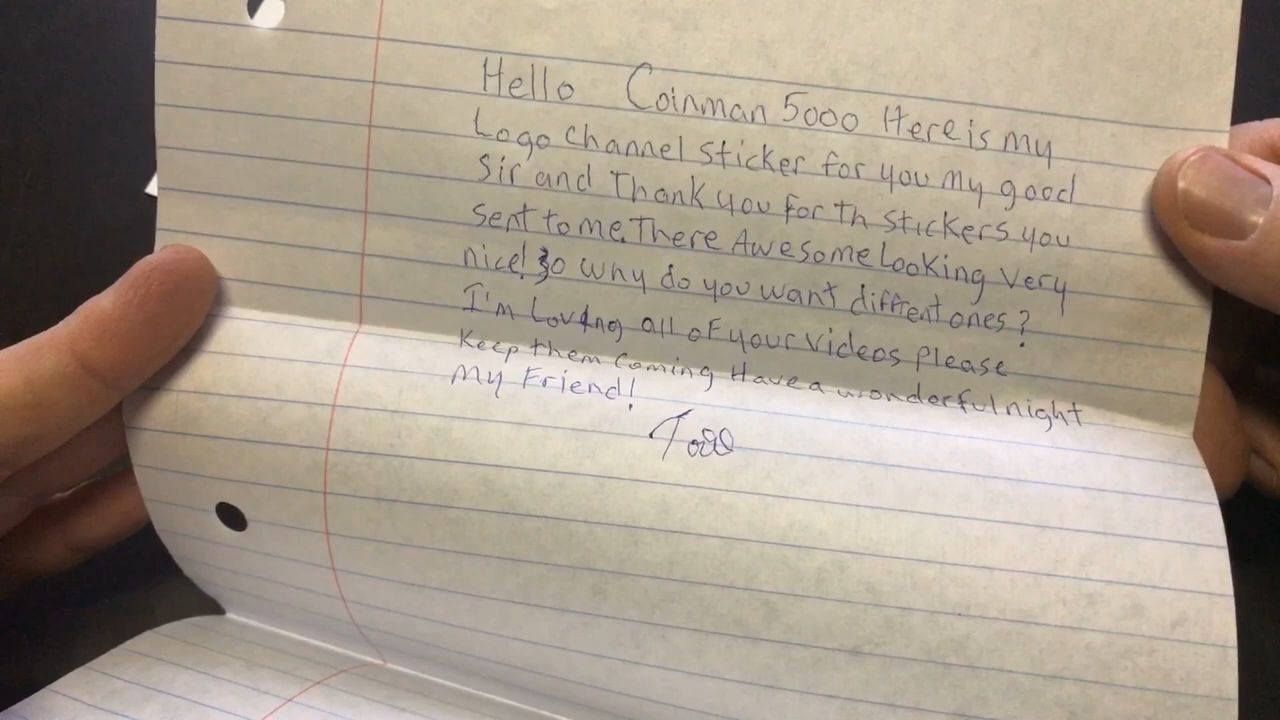 Hello Coinman 5000 Here is my
Logo Channel Sticker for you My good
Sir and Thank you for th Stickers you
Sent to me. There Awesome Looking Very
nice! So why do you want diffrent ones?
I'm Loving all of your videos please
Keep them Coming Have a wonderful night
My Friend!
Todd